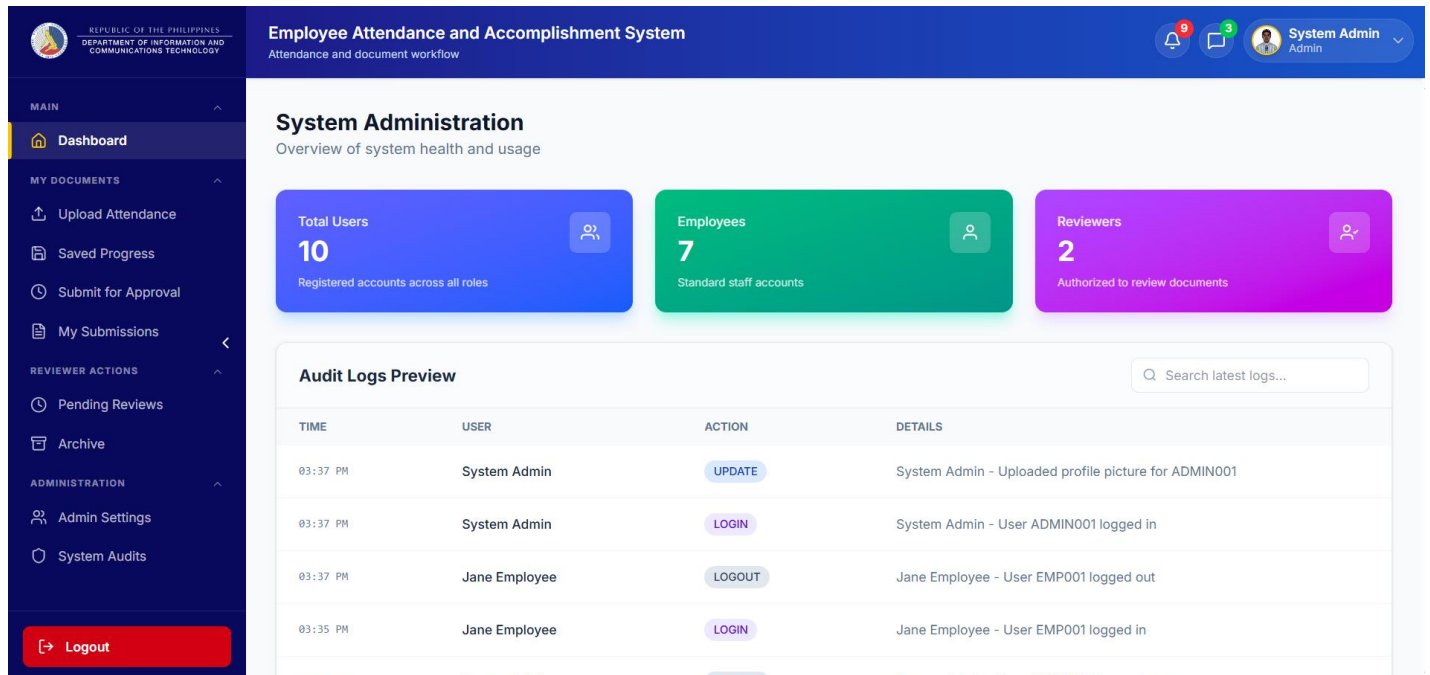 REPUBLIC OF THE PHILIPPINES
DEPARTMENT OF INFORMATION AND
COMMUNICATIONS TECHNOLOGY
Employee Attendance and Accomplishment System
Attendance and document workflow
9
3
System Admin
Admin
MAIN
Dashboard
MY DOCUMENTS
Upload Attendance
Saved Progress
Submit for Approval
My Submissions
REVIEWER ACTIONS
Pending Reviews
Archive
ADMINISTRATION
Admin Settings
System Audits
Logout
System Administration
Overview of system health and usage
Total Users
10
Registered accounts across all roles
Employees
7
Standard staff accounts
Reviewers
2
Authorized to review documents
Audit Logs Preview
Search latest logs...
TIME USER ACTION DETAILS
03:37 PM System Admin UPDATE System Admin - Uploaded profile picture for ADMIN001
03:37 PM System Admin LOGIN System Admin - User ADMIN001 logged in
03:37 PM Jane Employee LOGOUT Jane Employee - User EMP001 logged out
03:35 PM Jane Employee LOGIN Jane Employee - User EMP001 logged in